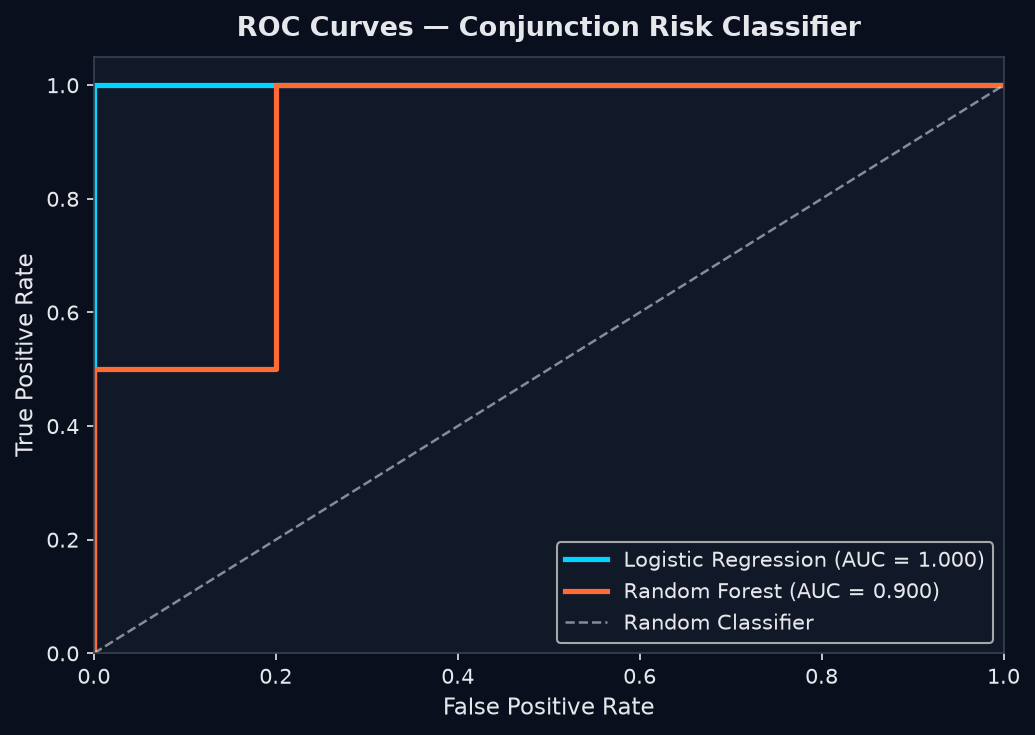 ROC Curves — Conjunction Risk Classifier
1.0
0.8
0.6
0.4
0.2
0.0
True Positive Rate
0.0 0.2 0.4 0.6 0.8 1.0
False Positive Rate
Logistic Regression (AUC = 1.000)
Random Forest (AUC = 0.900)
Random Classifier